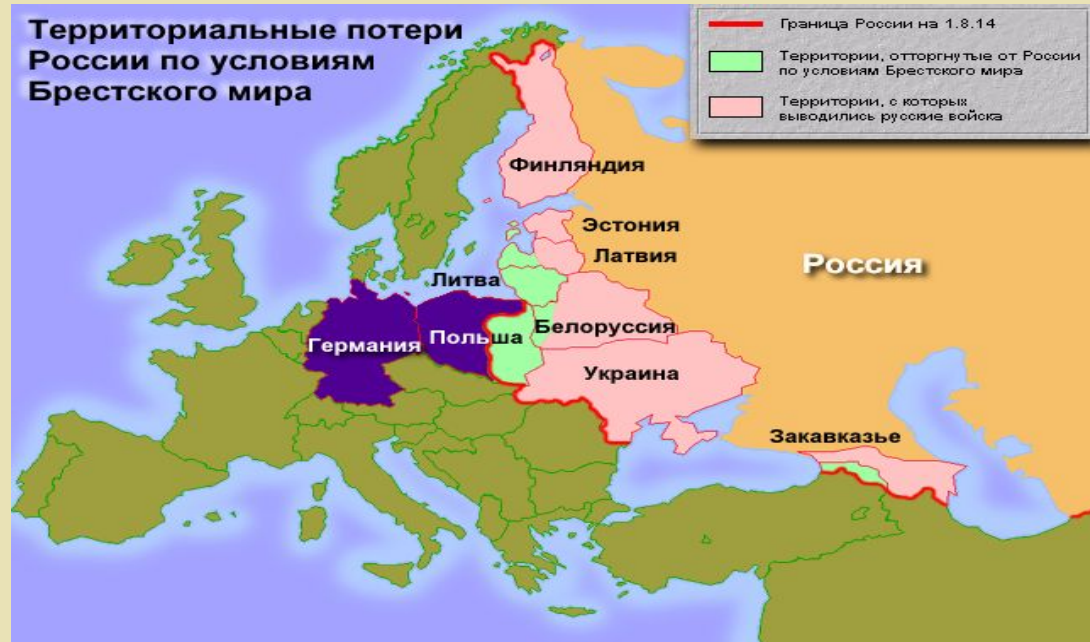 Территориальные потери
России по условиям
Брестского мира
Граница России на 1.8.14
Территории, отторгнутые от России
по условиям Брестского мира
Территории, с которых
выводились русские войска
Финляндия
Эстония
Латвия
Литва
Россия
Германия
Польша
Белоруссия
Украина
Закавказье